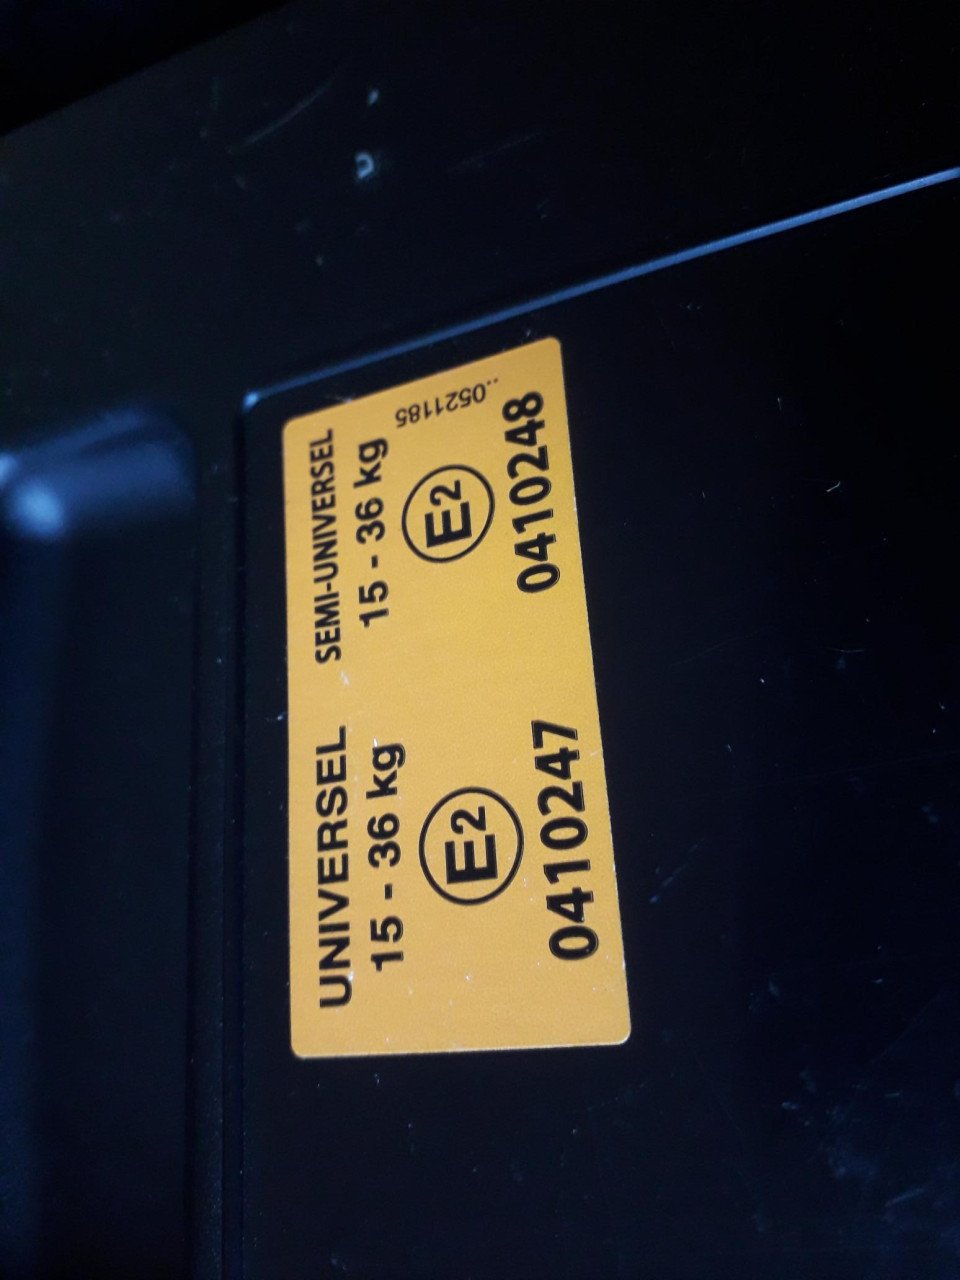 UNIVERSEL
15 - 36 kg
E2
0410247
SEMI-UNIVERSEL
15 - 36 kg
E2
0410248
..0521185